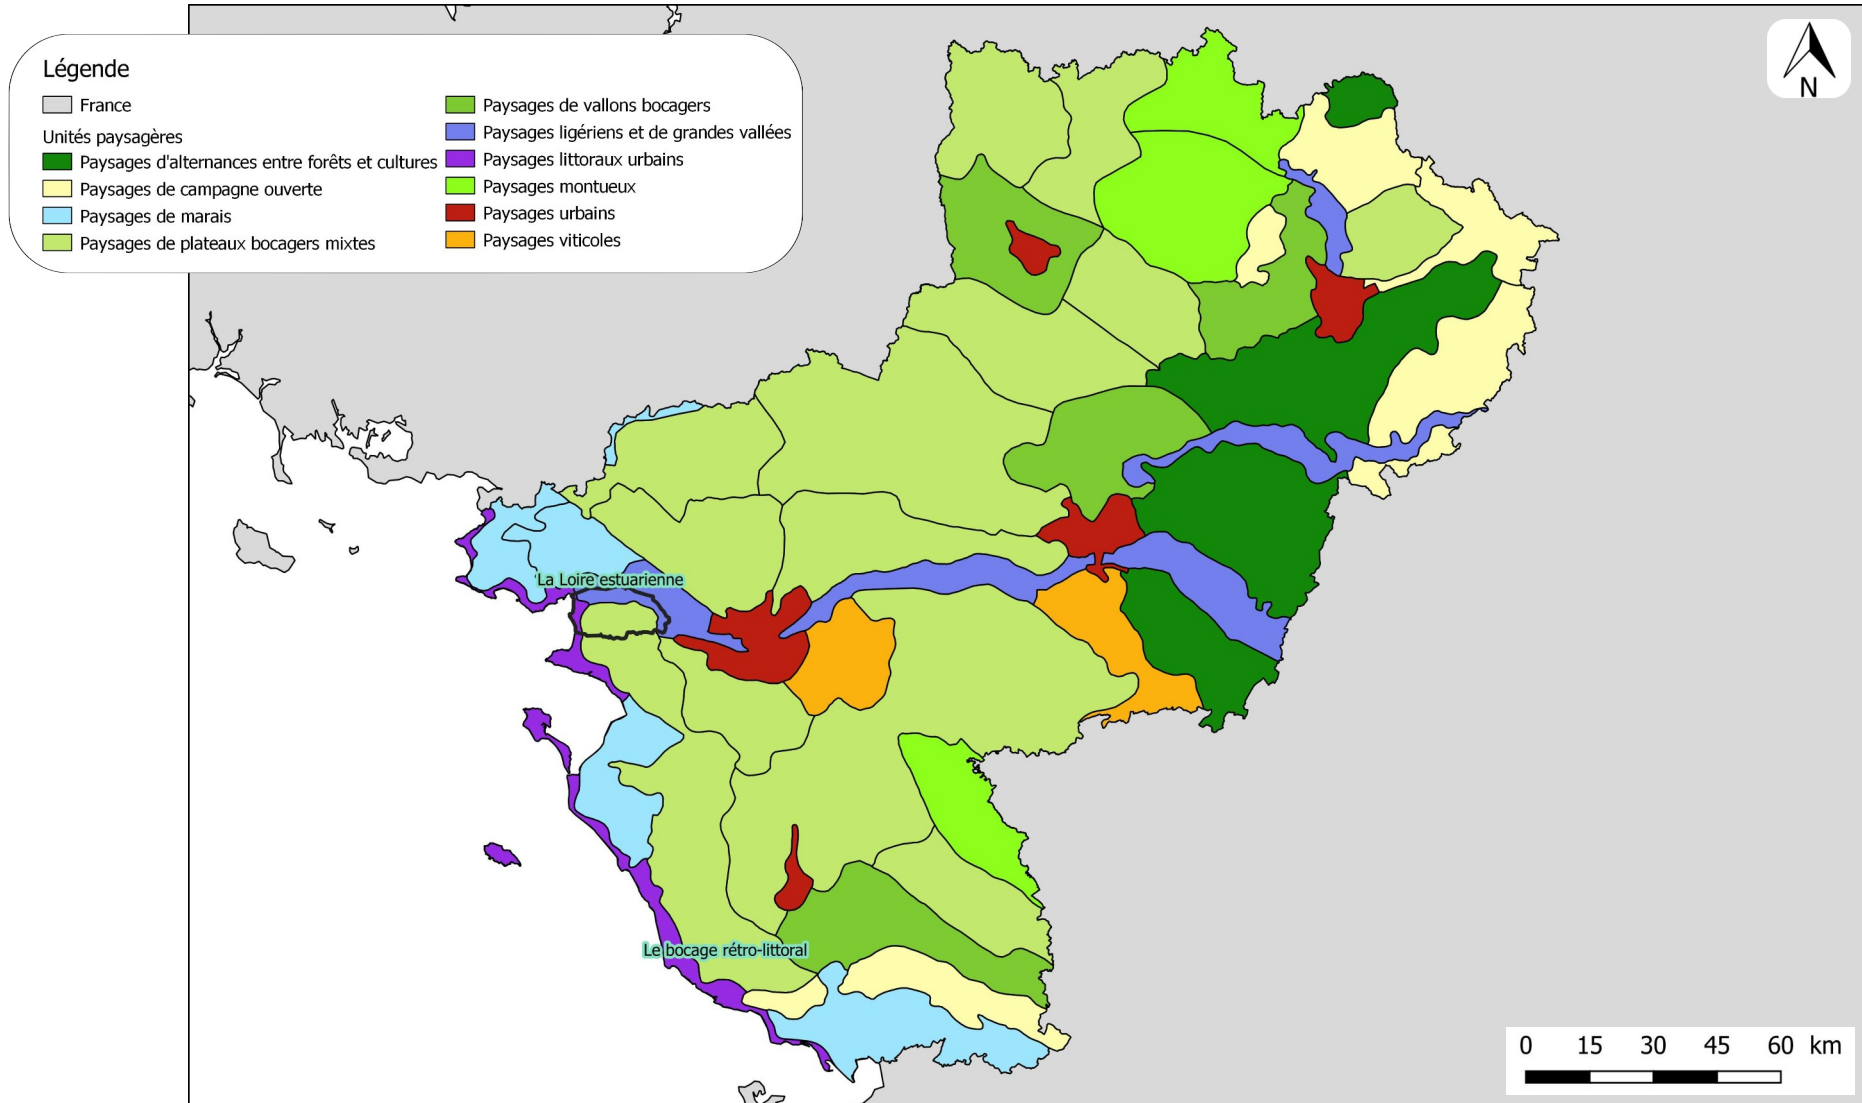 Légende
France
Unités paysagères
Paysages d'alternances entre forêts et cultures
Paysages de campagne ouverte
Paysages de marais
Paysages de plateaux bocagers mixtes
Paysages de vallons bocagers
Paysages ligériens et de grandes vallées
Paysages littoraux urbains
Paysages montueux
Paysages urbains
Paysages viticoles
N
La Loire estuarienne
Le bocage rétro-littoral
0 15 30 45 60 km